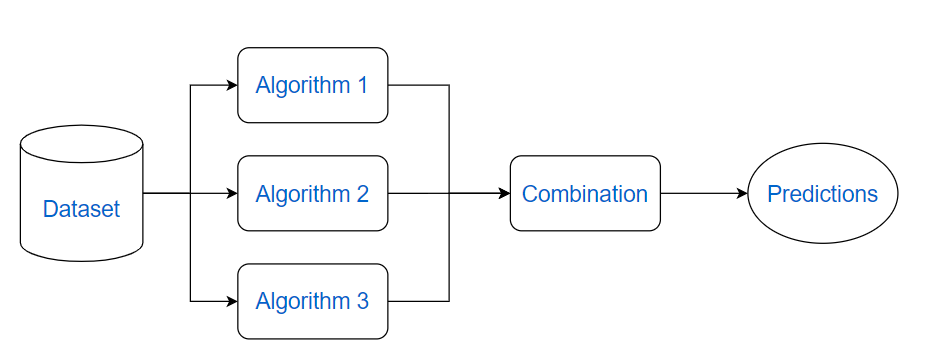 Algorithm 1
Dataset
Algorithm 2
Combination
Predictions
Algorithm 3